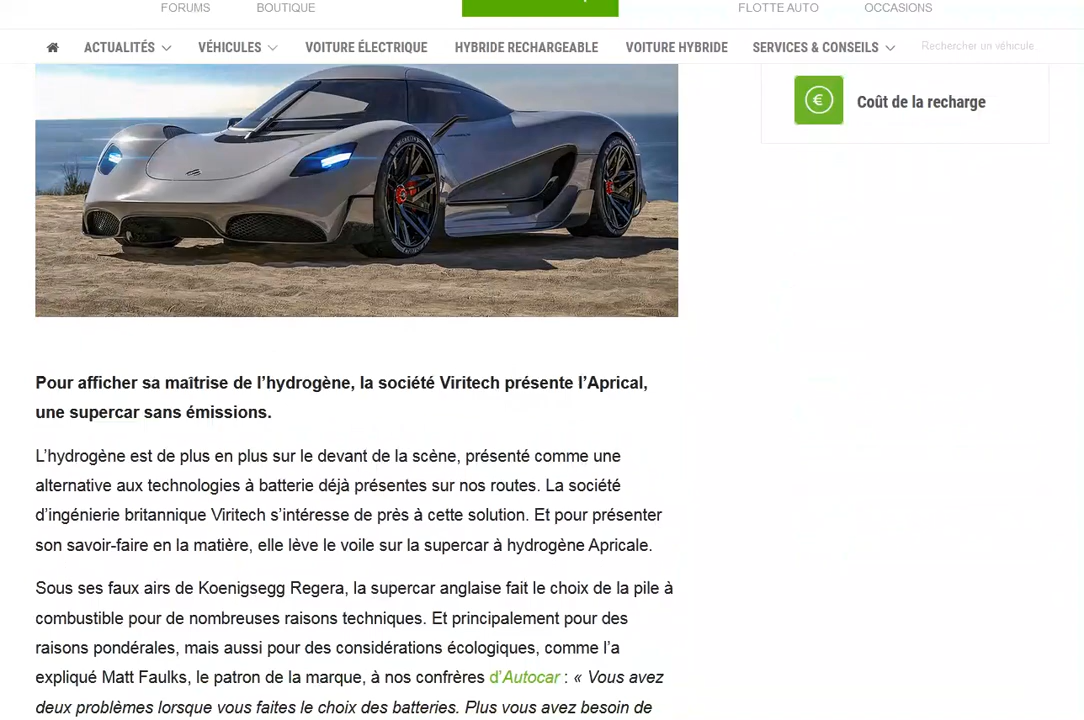 FORUMS BOUTIQUE FLOTTE AUTO OCCASIONS
ACTUALITÉS VÉHICULES VOITURE ÉLECTRIQUE HYBRIDE RECHARGEABLE VOITURE HYBRIDE SERVICES & CONSEILS Rechercher un véhicule
€ Coût de la recharge
Pour afficher sa maîtrise de l’hydrogène, la société Viritech présente l’Aprical,
une supercar sans émissions.
L’hydrogène est de plus en plus sur le devant de la scène, présenté comme une
alternative aux technologies à batterie déjà présentes sur nos routes. La société
d’ingénierie britannique Viritech s’intéresse de près à cette solution. Et pour présenter
son savoir-faire en la matière, elle lève le voile sur la supercar à hydrogène Apricale.
Sous ses faux airs de Koenigsegg Regera, la supercar anglaise fait le choix de la pile à
combustible pour de nombreuses raisons techniques. Et principalement pour des
raisons pondérales, mais aussi pour des considérations écologiques, comme l’a
expliqué Matt Faulks, le patron de la marque, à nos confrères d’Autocar : « Vous avez
deux problèmes lorsque vous faites le choix des batteries. Plus vous avez besoin de